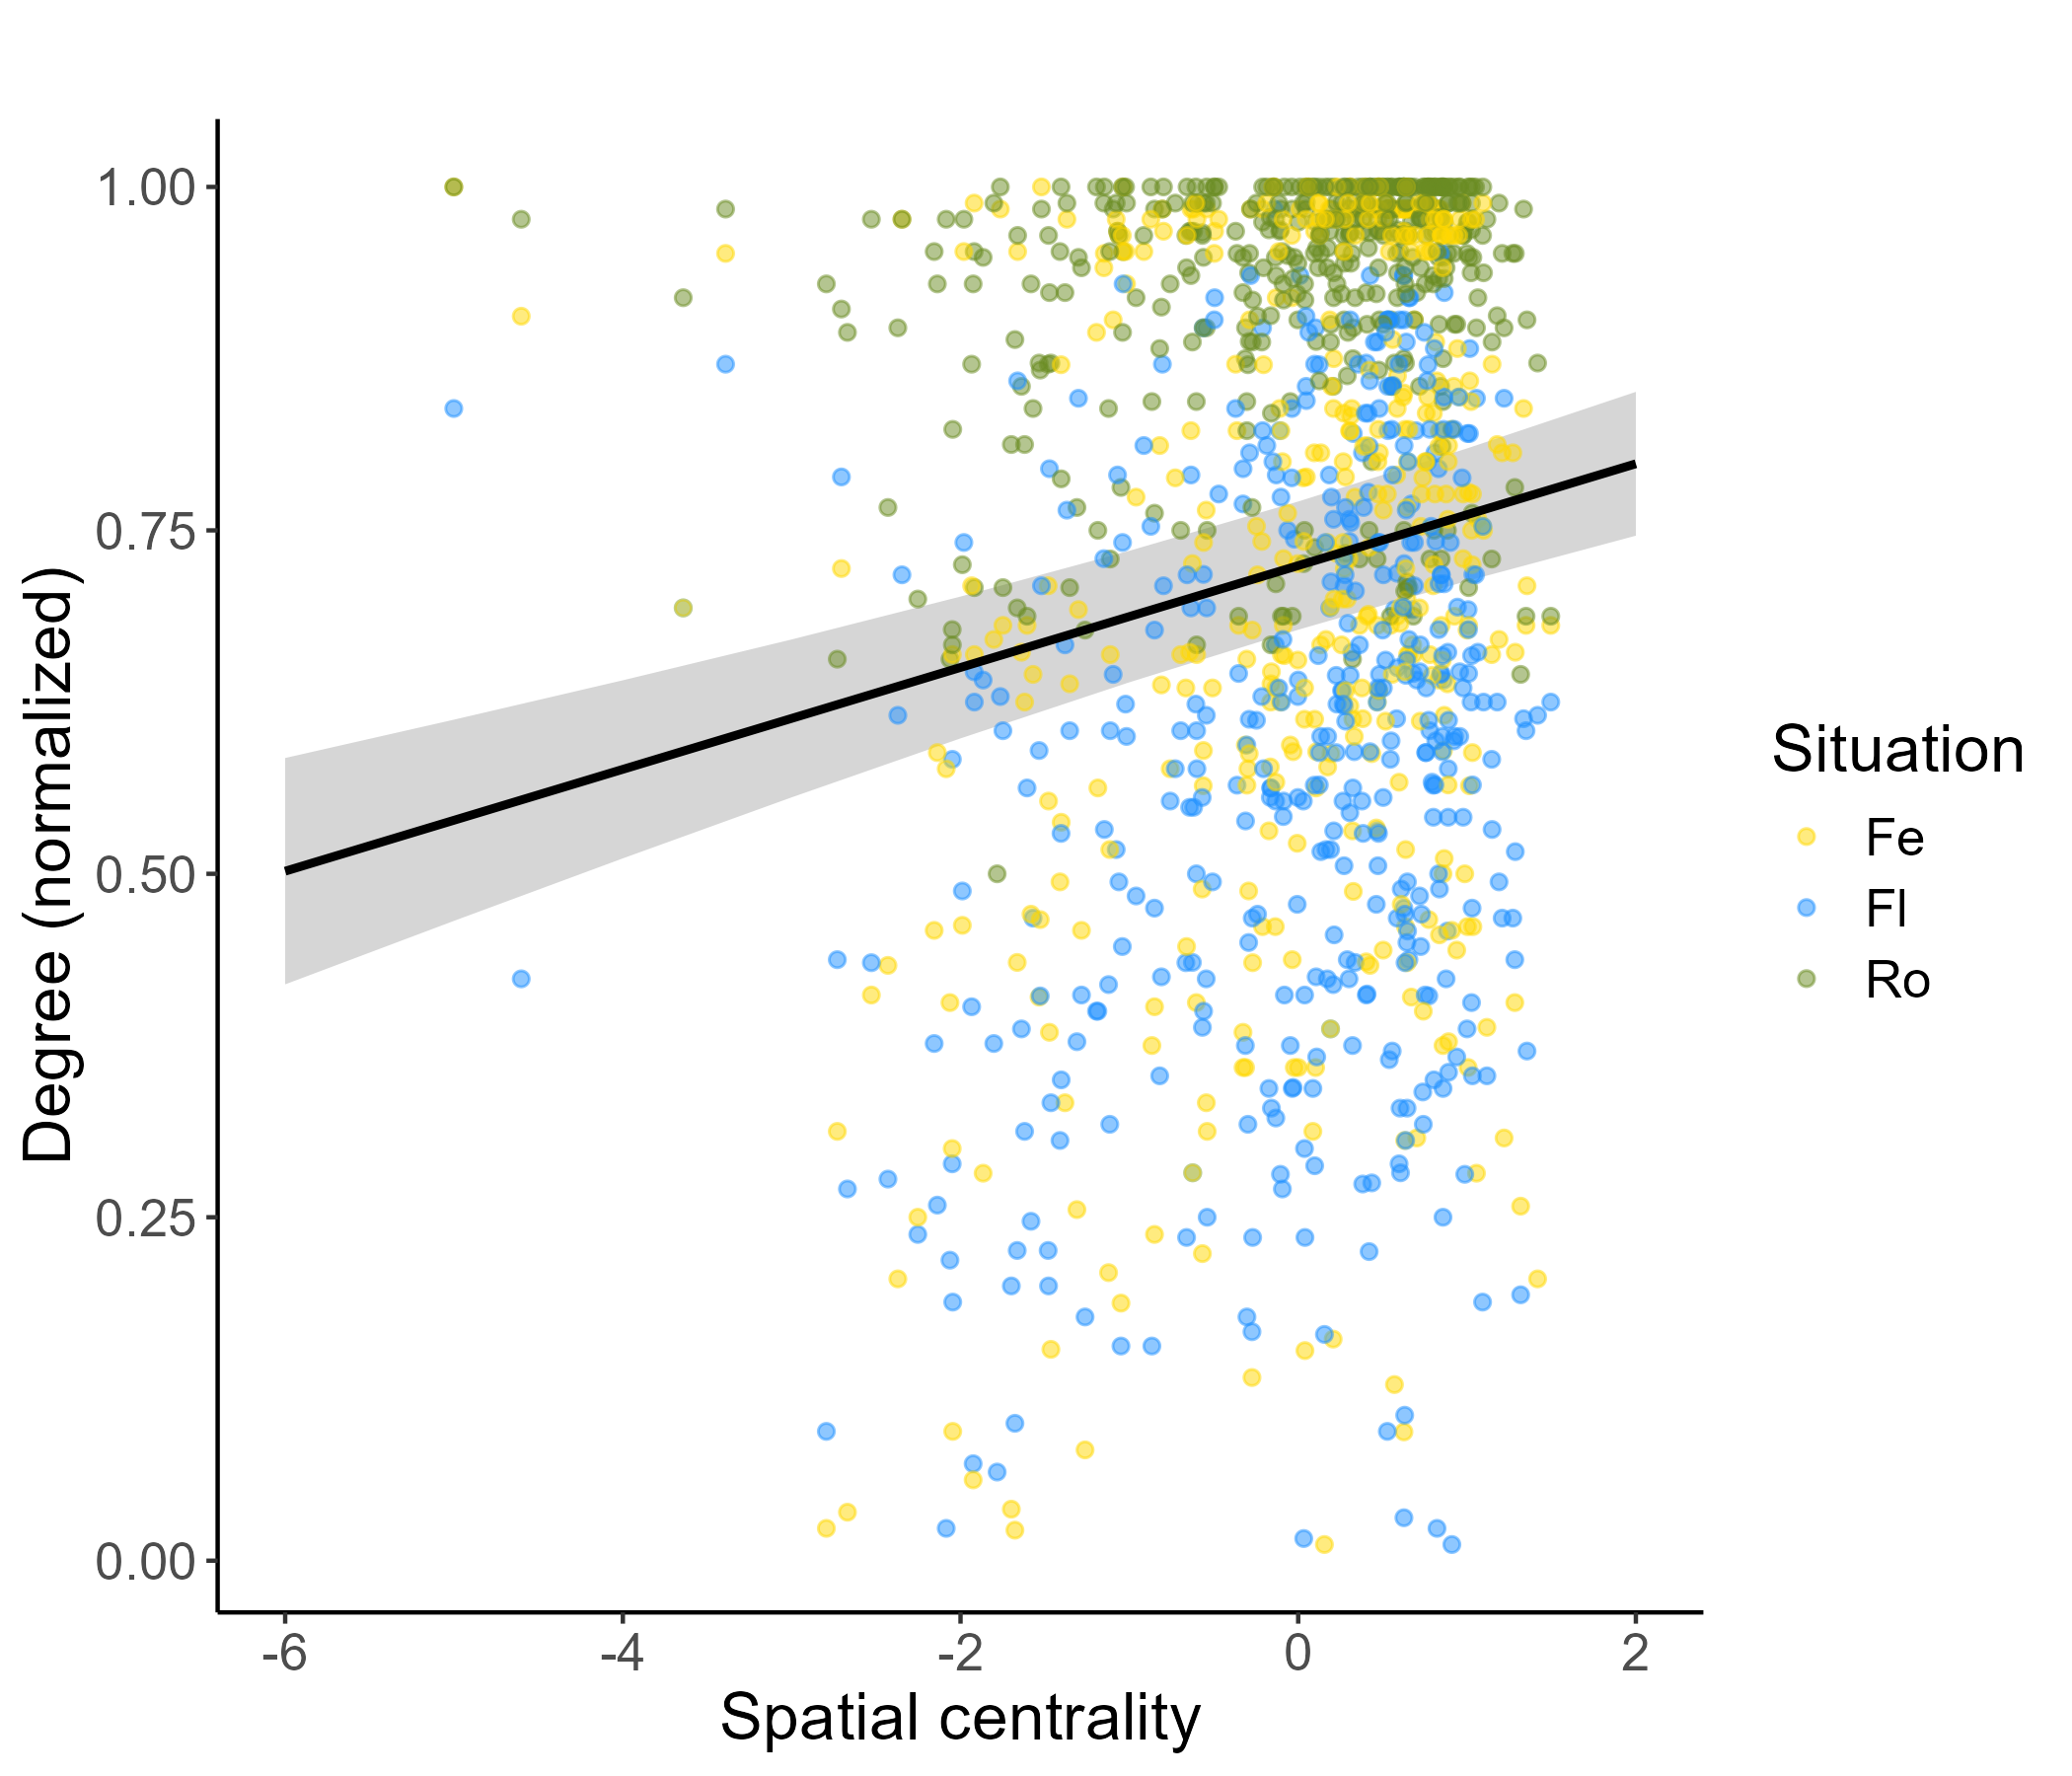 1.00
0.75
0.50
0.25
0.00
Degree (normalized)
-6 -4 -2 0 2
Spatial centrality
Situation
Fe
Fl
Ro